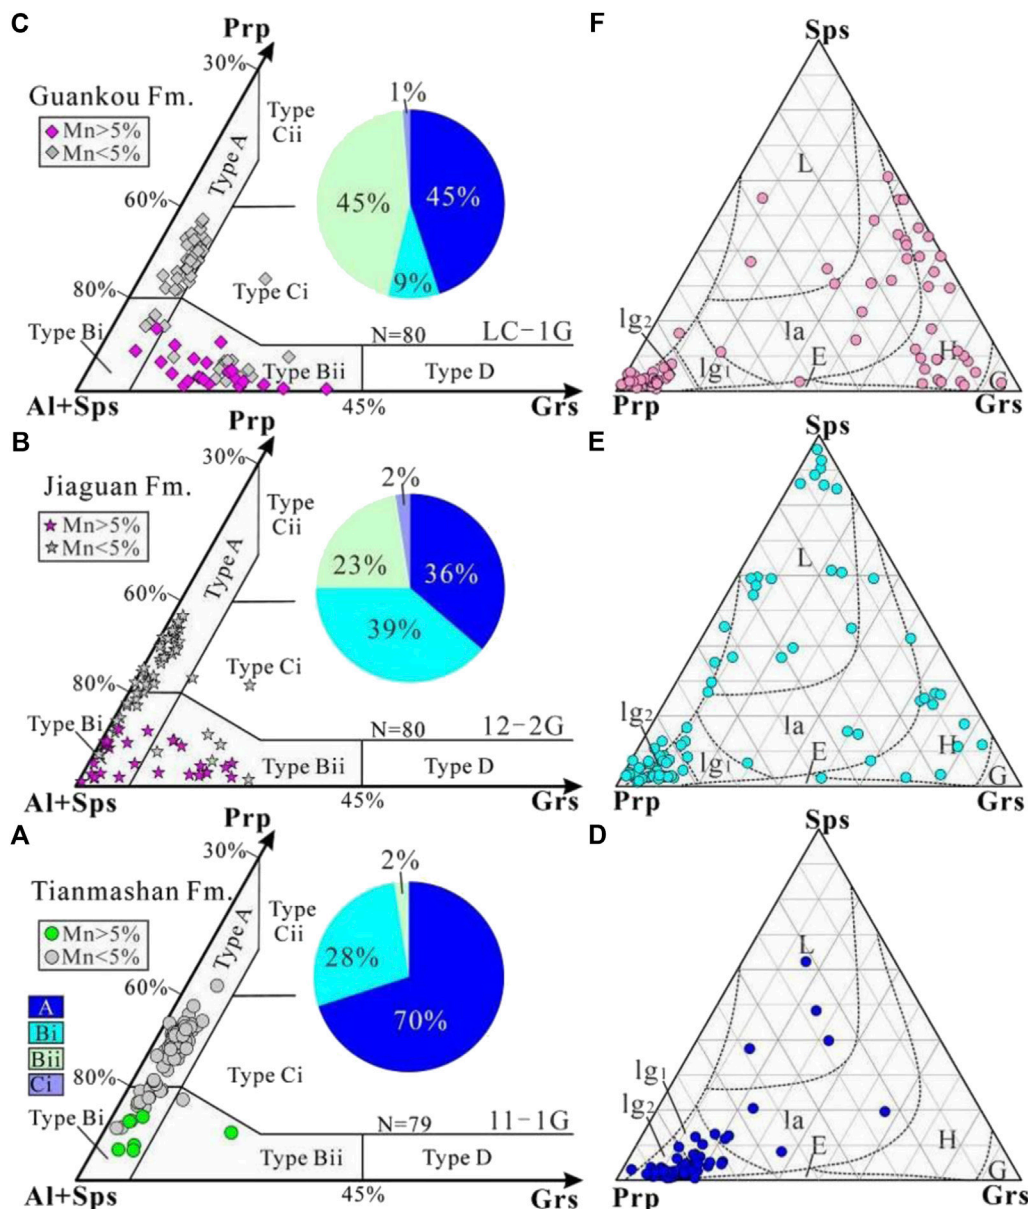 C
Prp
30%
Guankou Fm.
Mn>5%
Mn<5%
Type A
Type
Cii
60%
80%
Type Ci
Type Bi
N=80
LC-1G
Type Bii
Type D
Al+Sps
45%
Grs
1%
45%
45%
9%
F
Sps
L
lg2
la
lg1
E
H
G
Prp
Grs
B
Prp
30%
Jiaguan Fm.
Mn>5%
Mn<5%
Type A
Type
Cii
60%
80%
Type Ci
Type Bi
N=80
12-2G
Type Bii
Type D
Al+Sps
45%
Grs
2%
23%
36%
39%
E
Sps
L
lg2
la
lg1
E
H
G
Prp
Grs
A
Prp
30%
Tianmashan Fm.
Mn>5%
Mn<5%
Type A
Type
Cii
60%
A
Bi
Bii
Ci
80%
Type Ci
Type Bi
N=79
11-1G
Type Bii
Type D
Al+Sps
45%
Grs
2%
28%
70%
D
Sps
L
lg1
lg2
la
E
H
G
Prp
Grs